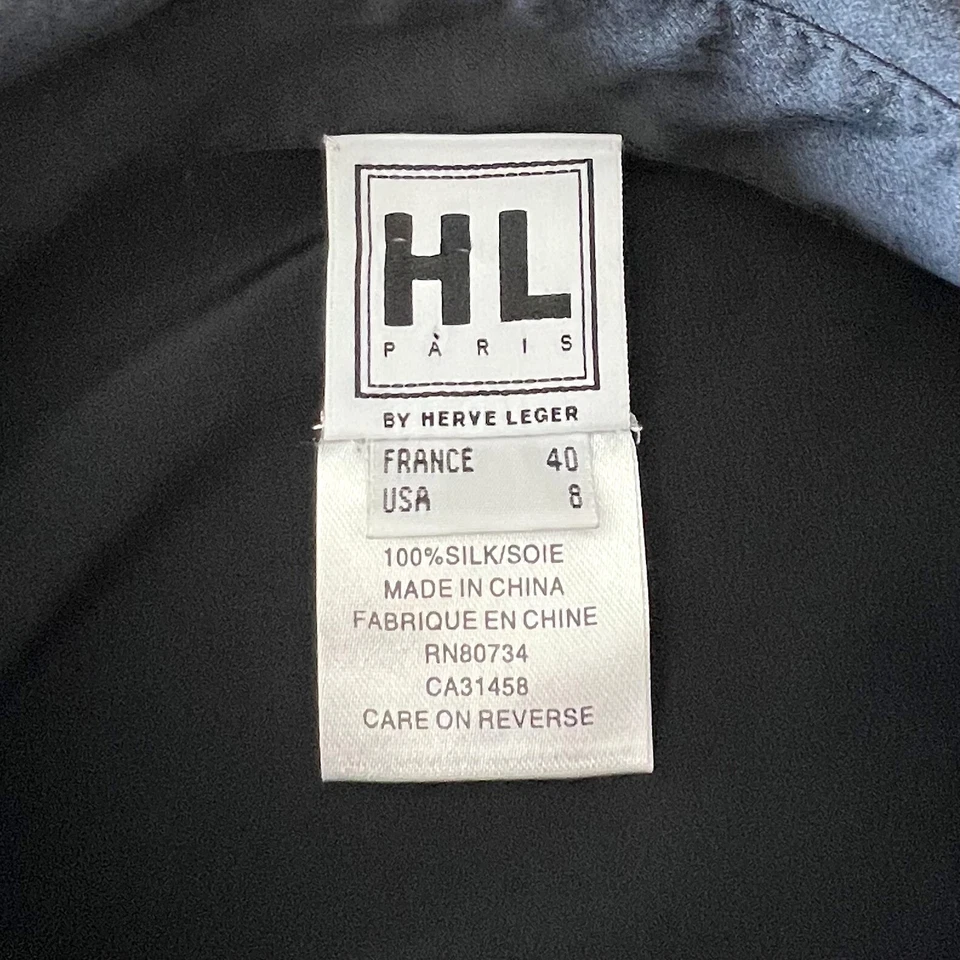 HL
PÀRIS
BY HERVE LEGER
FRANCE 40
USA 8
100%SILK/SOIE
MADE IN CHINA
FABRIQUE EN CHINE
RN80734
CA31458
CARE ON REVERSE